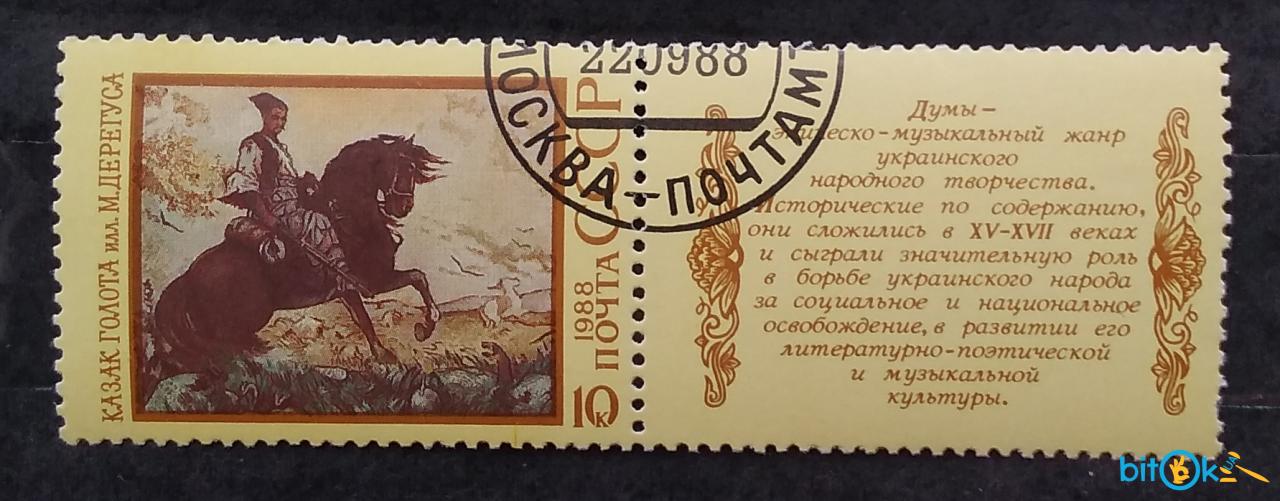 КАЗАК ГОЛОТА ИЛЛ. М. ДЕРЕГУСА
1988
ПОЧТА СССР
10 К
220988
МОСКВА–ПОЧТАМТ
Думы–
эпическо-музыкальный жанр
украинского
народного творчества.
Исторические по содержанию,
они сложились в XV–XVII веках
и сыграли значительную роль
в борьбе украинского народа
за социальное и национальное
освобождение, в развитии его
литературно-поэтической
и музыкальной
культуры.
bitok
UA